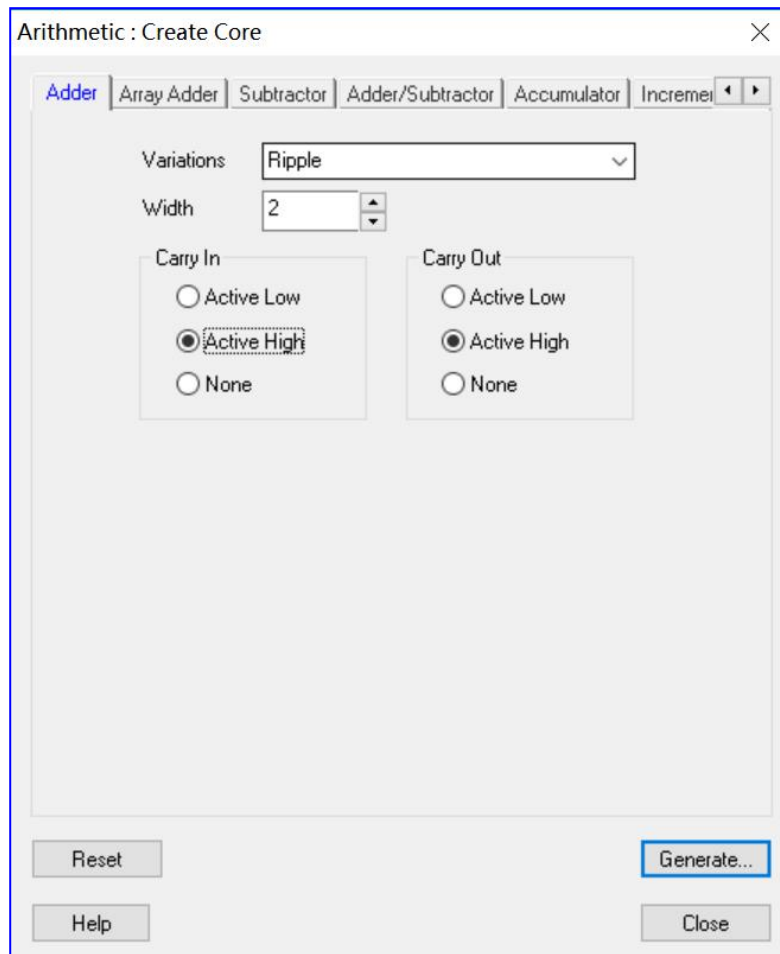 Arithmetic : Create Core
Adder Array Adder Subtractor Adder/Subtractor Accumulator Incremer
Variations Ripple
Width 2
Carry In Carry Out
Active Low Active Low
Active High Active High
None None
Reset Generate...
Help Close